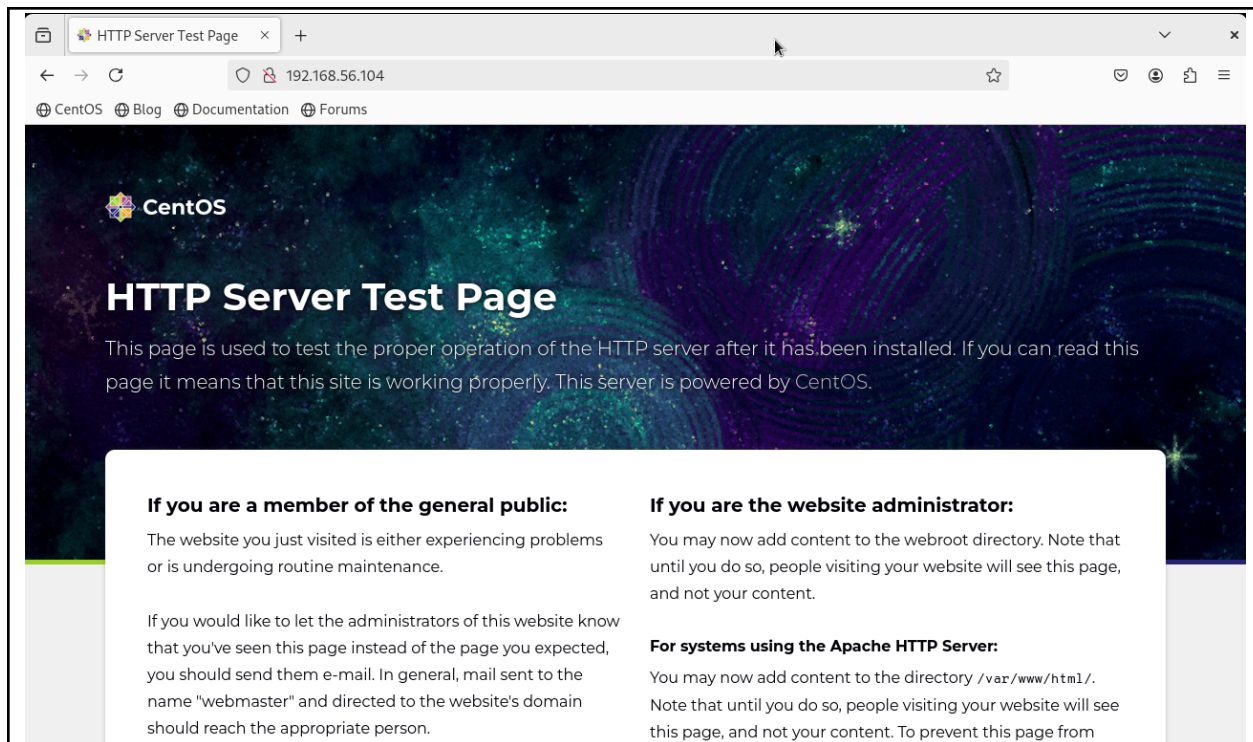 HTTP Server Test Page
192.168.56.104
CentOS Blog Documentation Forums
CentOS
HTTP Server Test Page
This page is used to test the proper operation of the HTTP server after it has been installed. If you can read this
page it means that this site is working properly. This server is powered by CentOS.
If you are a member of the general public:
The website you just visited is either experiencing problems
or is undergoing routine maintenance.
If you would like to let the administrators of this website know
that you've seen this page instead of the page you expected,
you should send them e-mail. In general, mail sent to the
name "webmaster" and directed to the website's domain
should reach the appropriate person.
If you are the website administrator:
You may now add content to the webroot directory. Note that
until you do so, people visiting your website will see this page,
and not your content.
For systems using the Apache HTTP Server:
You may now add content to the directory /var/www/html/.
Note that until you do so, people visiting your website will see
this page, and not your content. To prevent this page from